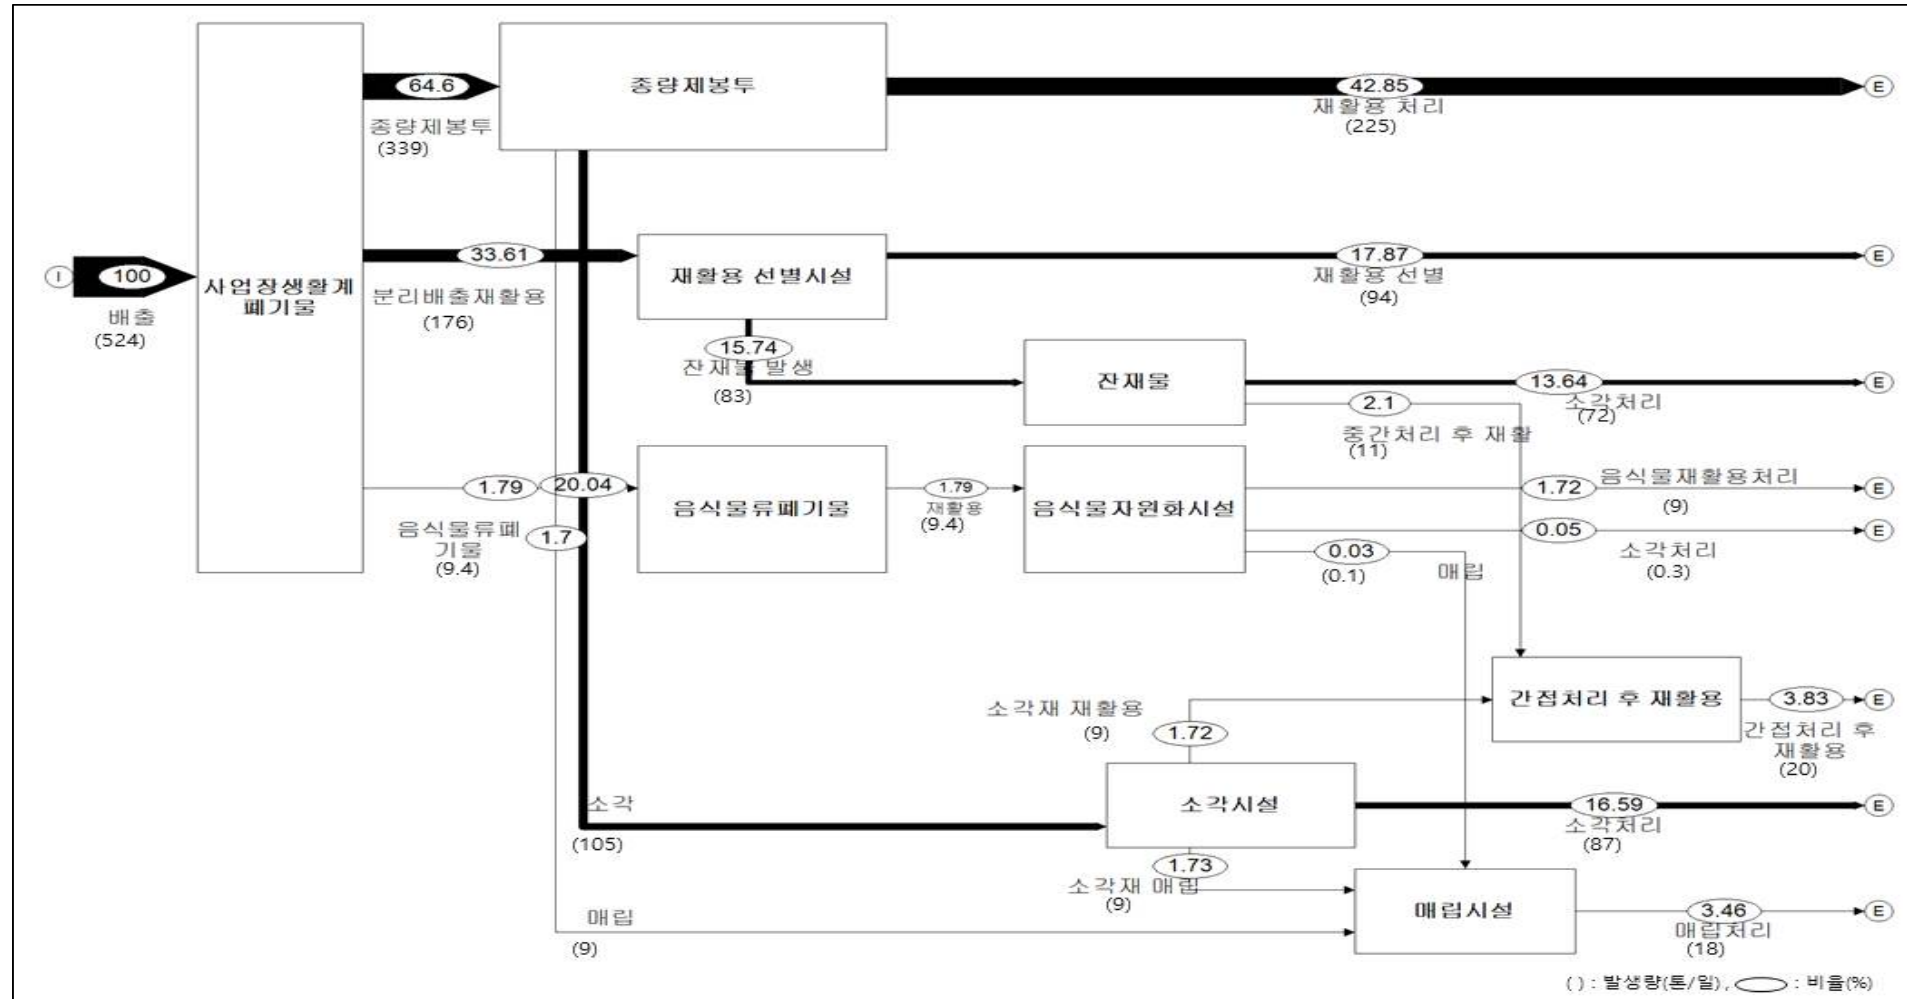 64.6
종량제봉투
(339)
종량제봉투
42.85
재활용 처리
(225)
E
I
100
배출
(524)
사업장생활계
폐기물
33.61
분리배출재활용
(176)
재활용 선별시설
17.87
재활용 선별
(94)
E
15.74
잔재물 발생
(83)
잔재물
13.64
소각처리
(72)
E
2.1
중간처리 후 재활
(11)
1.79
음식물류폐
기물
(9.4)
20.04
1.7
음식물류폐기물
1.79
재활용
(9.4)
음식물자원화시설
1.72
음식물재활용처리
(9)
E
0.05
소각처리
(0.3)
E
0.03
(0.1)
매립
간접처리 후 재활용
3.83
간접처리 후
재활용
(20)
E
소각재 재활용
(9)
1.72
소각
(105)
소각시설
16.59
소각처리
(87)
E
1.73
소각재 매립
(9)
매립
(9)
매립시설
3.46
매립처리
(18)
E
( ) : 발생량(톤/일), : 비율(%)